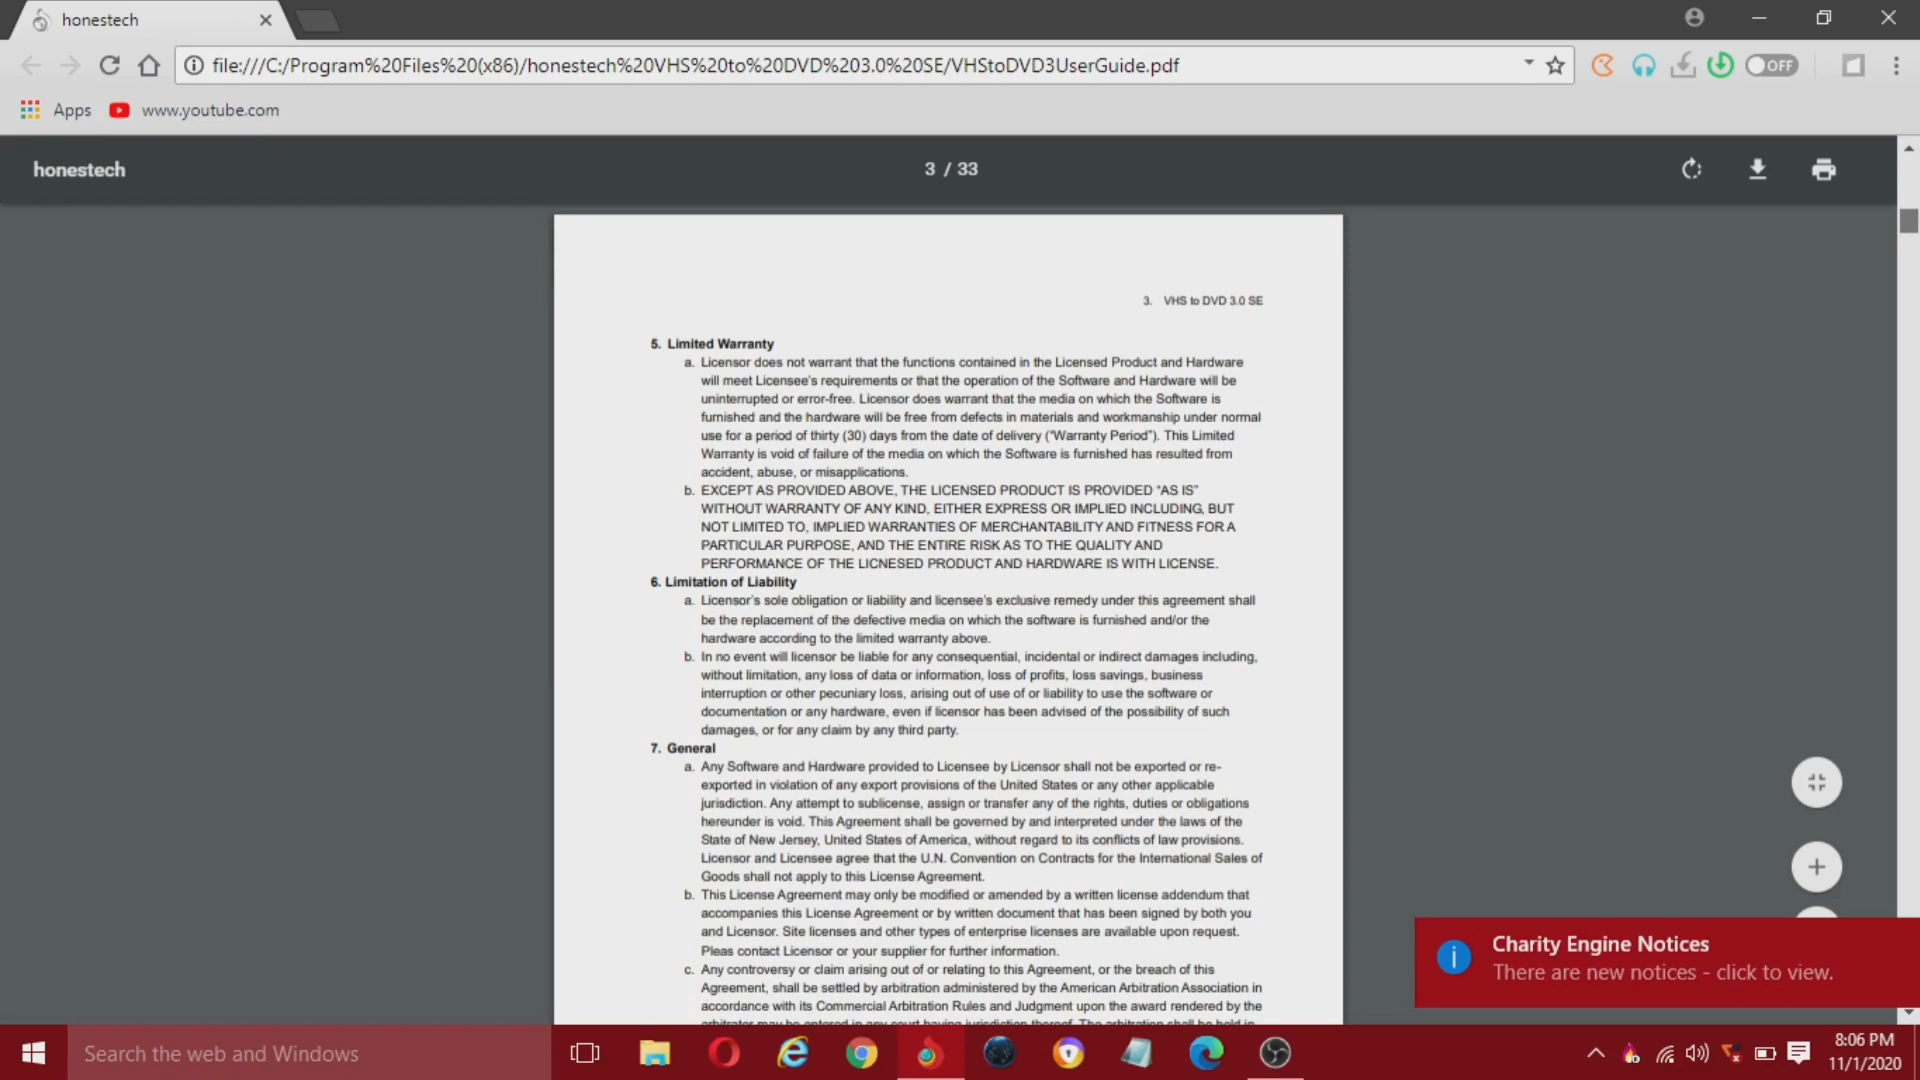 honestech
file:///C:/Program%20Files%20(x86)/honestech%20VHS%20to%20DVD%203.0%20SE/VHStoDVD3UserGuide.pdf
OFF
Apps
www.youtube.com
honestech
3 / 33
3. VHS to DVD 3.0 SE
5. Limited Warranty
a. Licensor does not warrant that the functions contained in the Licensed Product and Hardware
will meet Licensee's requirements or that the operation of the Software and Hardware will be
uninterrupted or error-free. Licensor does warrant that the media on which the Software is
furnished and the hardware will be free from defects in materials and workmanship under normal
use for a period of thirty (30) days from the date of delivery ("Warranty Period"). This Limited
Warranty is void of failure of the media on which the Software is furnished has resulted from
accident, abuse, or misapplications.
b. EXCEPT AS PROVIDED ABOVE, THE LICENSED PRODUCT IS PROVIDED "AS IS"
WITHOUT WARRANTY OF ANY KIND, EITHER EXPRESS OR IMPLIED INCLUDING, BUT
NOT LIMITED TO, IMPLIED WARRANTIES OF MERCHANTABILITY AND FITNESS FOR A
PARTICULAR PURPOSE, AND THE ENTIRE RISK AS TO THE QUALITY AND
PERFORMANCE OF THE LICNESED PRODUCT AND HARDWARE IS WITH LICENSE.
6. Limitation of Liability
a. Licensor's sole obligation or liability and licensee's exclusive remedy under this agreement shall
be the replacement of the defective media on which the software is furnished and/or the
hardware according to the limited warranty above.
b. In no event will licensor be liable for any consequential, incidental or indirect damages including,
without limitation, any loss of data or information, loss of profits, loss savings, business
interruption or other pecuniary loss, arising out of use of or liability to use the software or
documentation or any hardware, even if licensor has been advised of the possibility of such
damages, or for any claim by any third party.
7. General
a. Any Software and Hardware provided to Licensee by Licensor shall not be exported or re-
exported in violation of any export provisions of the United States or any other applicable
jurisdiction. Any attempt to sublicense, assign or transfer any of the rights, duties or obligations
hereunder is void. This Agreement shall be governed by and interpreted under the laws of the
State of New Jersey, United States of America, without regard to its conflicts of law provisions.
Licensor and Licensee agree that the U.N. Convention on Contracts for the International Sales of
Goods shall not apply to this License Agreement.
b. This License Agreement may only be modified or amended by a written license addendum that
accompanies this License Agreement or by written document that has been signed by both you
and Licensor. Site licenses and other types of enterprise licenses are available upon request.
Pleas contact Licensor or your supplier for further information.
c. Any controversy or claim arising out of or relating to this Agreement, or the breach of this
Agreement, shall be settled by arbitration administered by the American Arbitration Association in
accordance with its Commercial Arbitration Rules and Judgment upon the award rendered by the
arbitrator may be entered in any court having jurisdiction thereof. The arbitration shall be held in
Charity Engine Notices
There are new notices - click to view.
Search the web and Windows
8:06 PM
11/1/2020